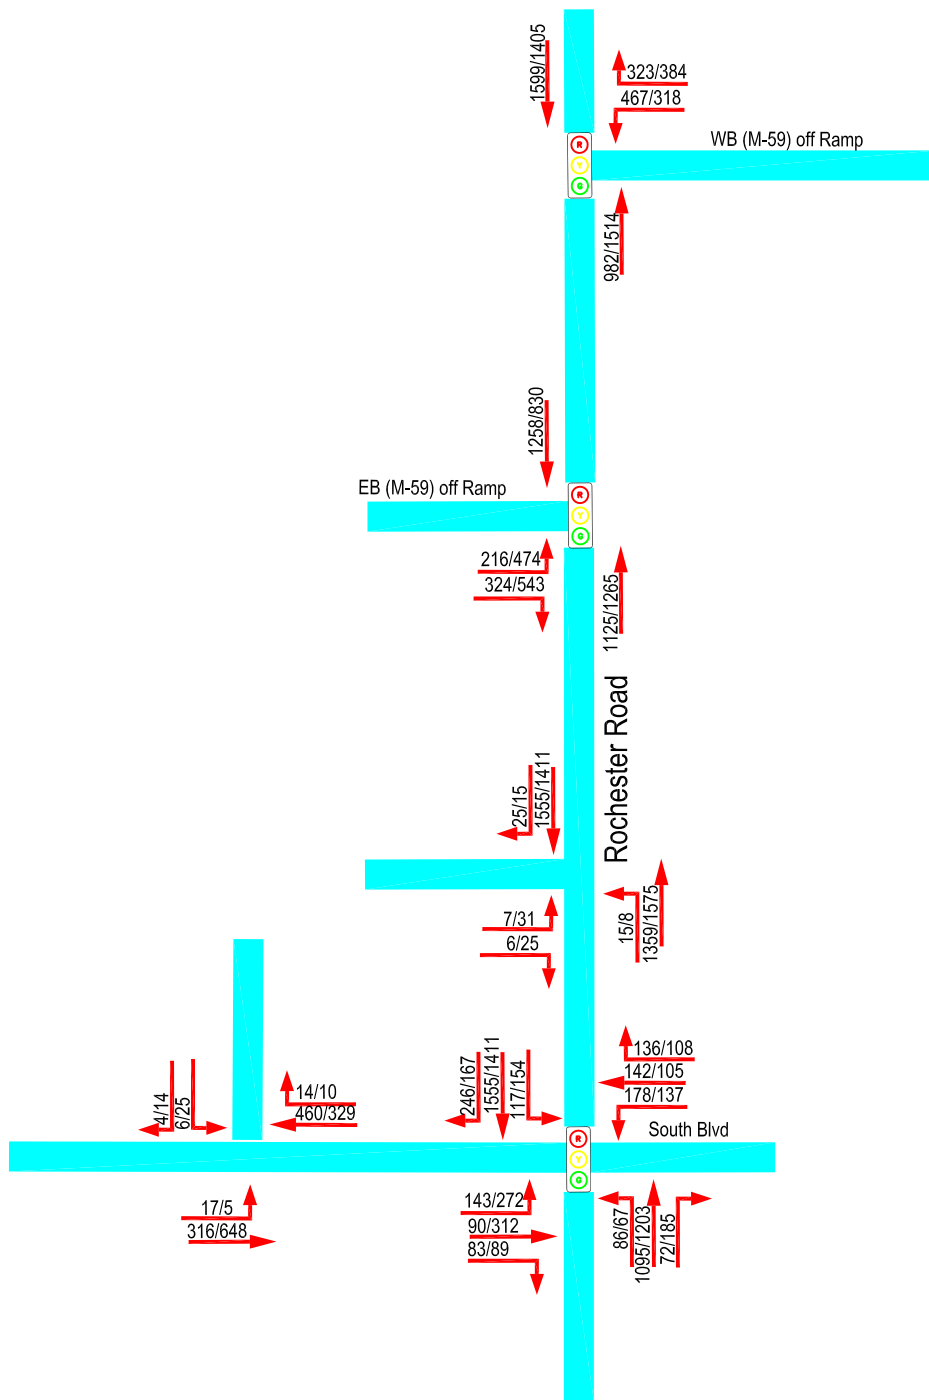 1599/1405
323/384
467/318
WB (M-59) off Ramp
R
Y
G
982/1514
1258/830
EB (M-59) off Ramp
R
Y
G
216/474
324/543
1125/1265
Rochester Road
25/15
1555/1411
7/31
6/25
15/8
1359/1575
4/14
6/25
14/10
460/329
246/167
1555/1411
117/154
136/108
142/105
178/137
South Blvd
R
Y
G
17/5
316/648
143/272
90/312
83/89
86/67
1095/1203
72/185